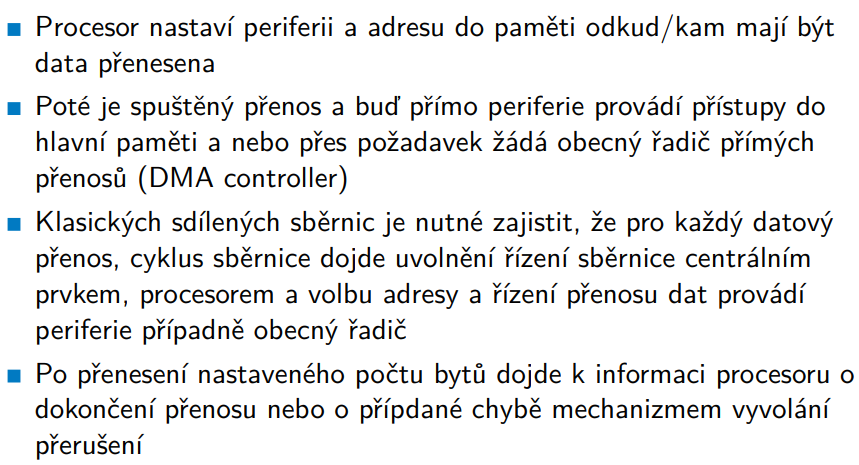 Procesor nastaví periferii a adresu do paměti odkud/kam mají být
data přenesena
Poté je spuštěný přenos a buď přímo periferie provádí přístupy do
hlavní paměti a nebo přes požadavek žádá obecný řadič přímých
přenosů (DMA controller)
Klasických sdílených sběrnic je nutné zajistit, že pro každý datový
přenos, cyklus sběrnice dojde uvolnění řízení sběrnice centrálním
prvkem, procesorem a volbu adresy a řízení přenosu dat provádí
periferie případně obecný řadič
Po přenesení nastaveného počtu bytů dojde k informaci procesoru o
dokončení přenosu nebo o přípdané chybě mechanizmem vyvolání
přerušení